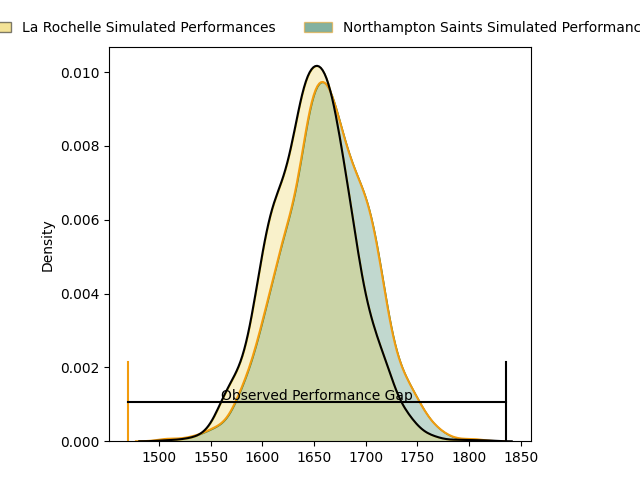 La Rochelle Simulated Performances
Northampton Saints Simulated Performanc
0.010
0.008
0.006
0.004
0.002
0.000
Density
Observed Performance Gap
1500 1550 1600 1650 1700 1750 1800 1850